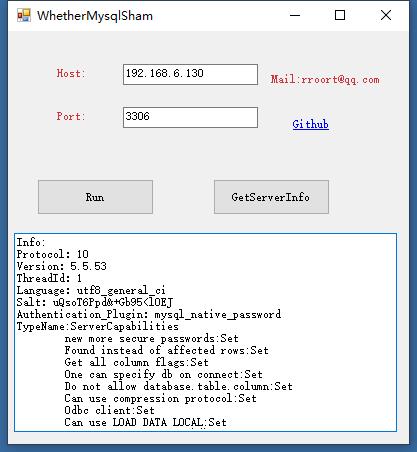 WhetherMysqlSham
Host: 192.168.6.130
Mail:rroort@qq.com
Port: 3306
Github
Run GetServerInfo
Info:
Protocol: 10
Version: 5.5.53
ThreadId: 1
Language: utf8_general_ci
Salt: uQsoT6Ppd&+Gb95<lOEJ
Authentication_Plugin: mysql_native_password
TypeName:ServerCapabilities
new more secure passwords:Set
Found instead of affected rows:Set
Get all column flags:Set
One can specify db on connect:Set
Do not allow database.table.column:Set
Can use compression protocol:Set
Odbc client:Set
Can use LOAD DATA LOCAL:Set